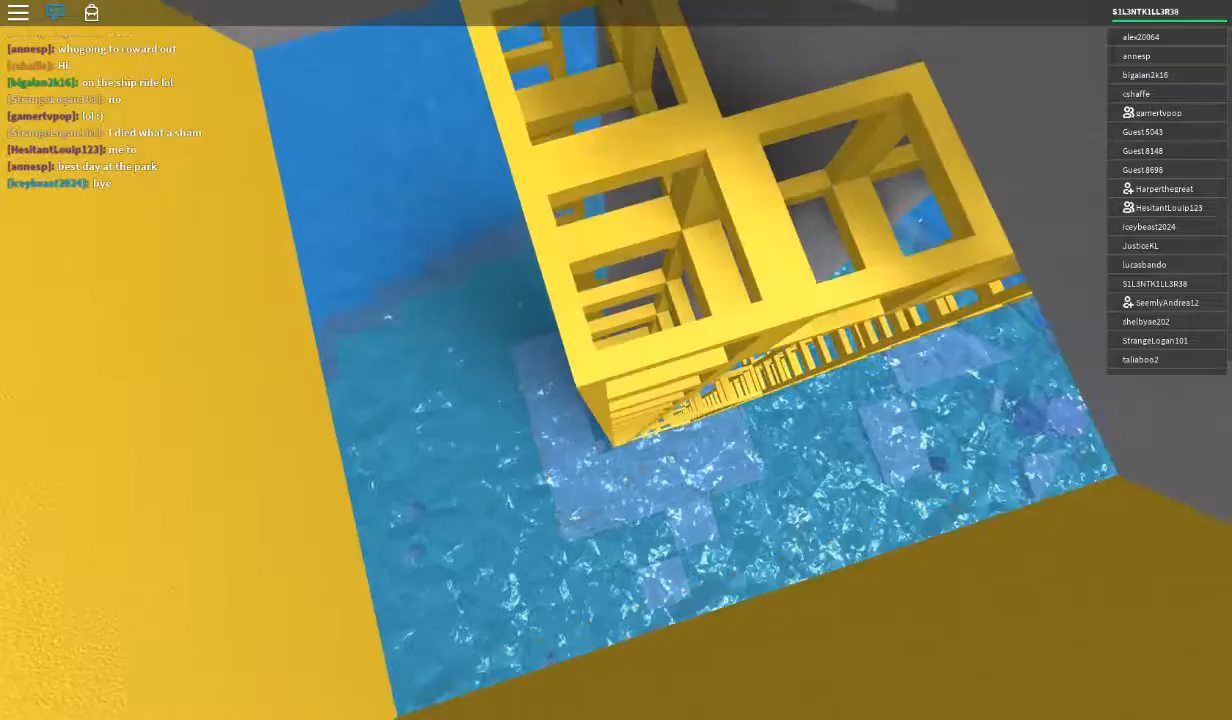 S1L3NTK1LL3R38
[annesp]: whogoing to coward out
[cshaffe]: Hi
[bigalan2k16]: on the ship ride lol
[StrangeLogan101]: no
[gamertvpop]: lol :)
[StrangeLogan101]: I died what a sham
[HesitantLouip123]: me to
[annesp]: best day at the park
[iceybeast2024]: bye
alex20064
annesp
bigalan2k16
cshaffe
gamertvpop
Guest 5043
Guest 8148
Guest 8698
Harperthegreat
HesitantLouip123
iceybeast2024
JusticeKL
lucasbando
S1L3NTK1LL3R38
SeemlyAndrea12
shelbyae202
StrangeLogan101
taliaboo2